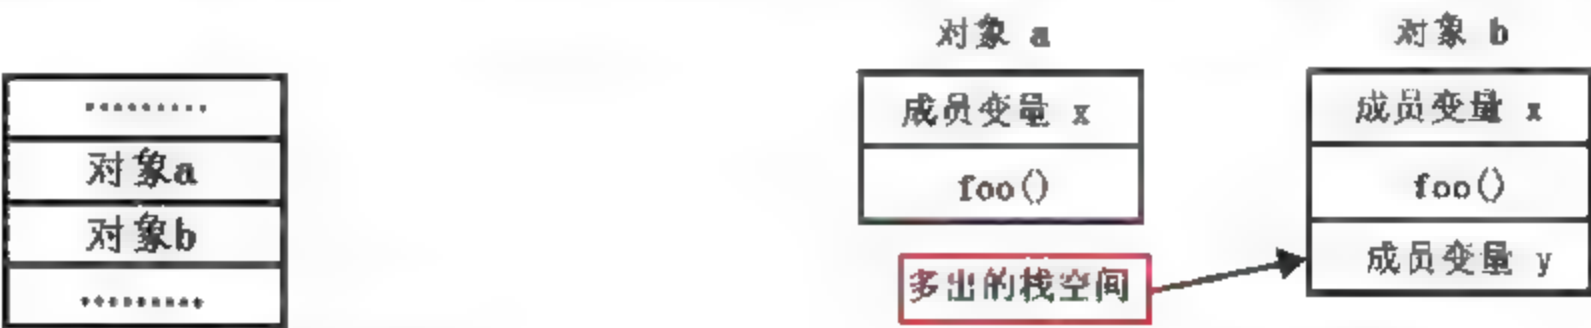 ·········
对象a
对象b
·········
对象 a
成员变量 x
foo()
多出的栈空间
对象 b
成员变量 x
foo()
成员变量 y